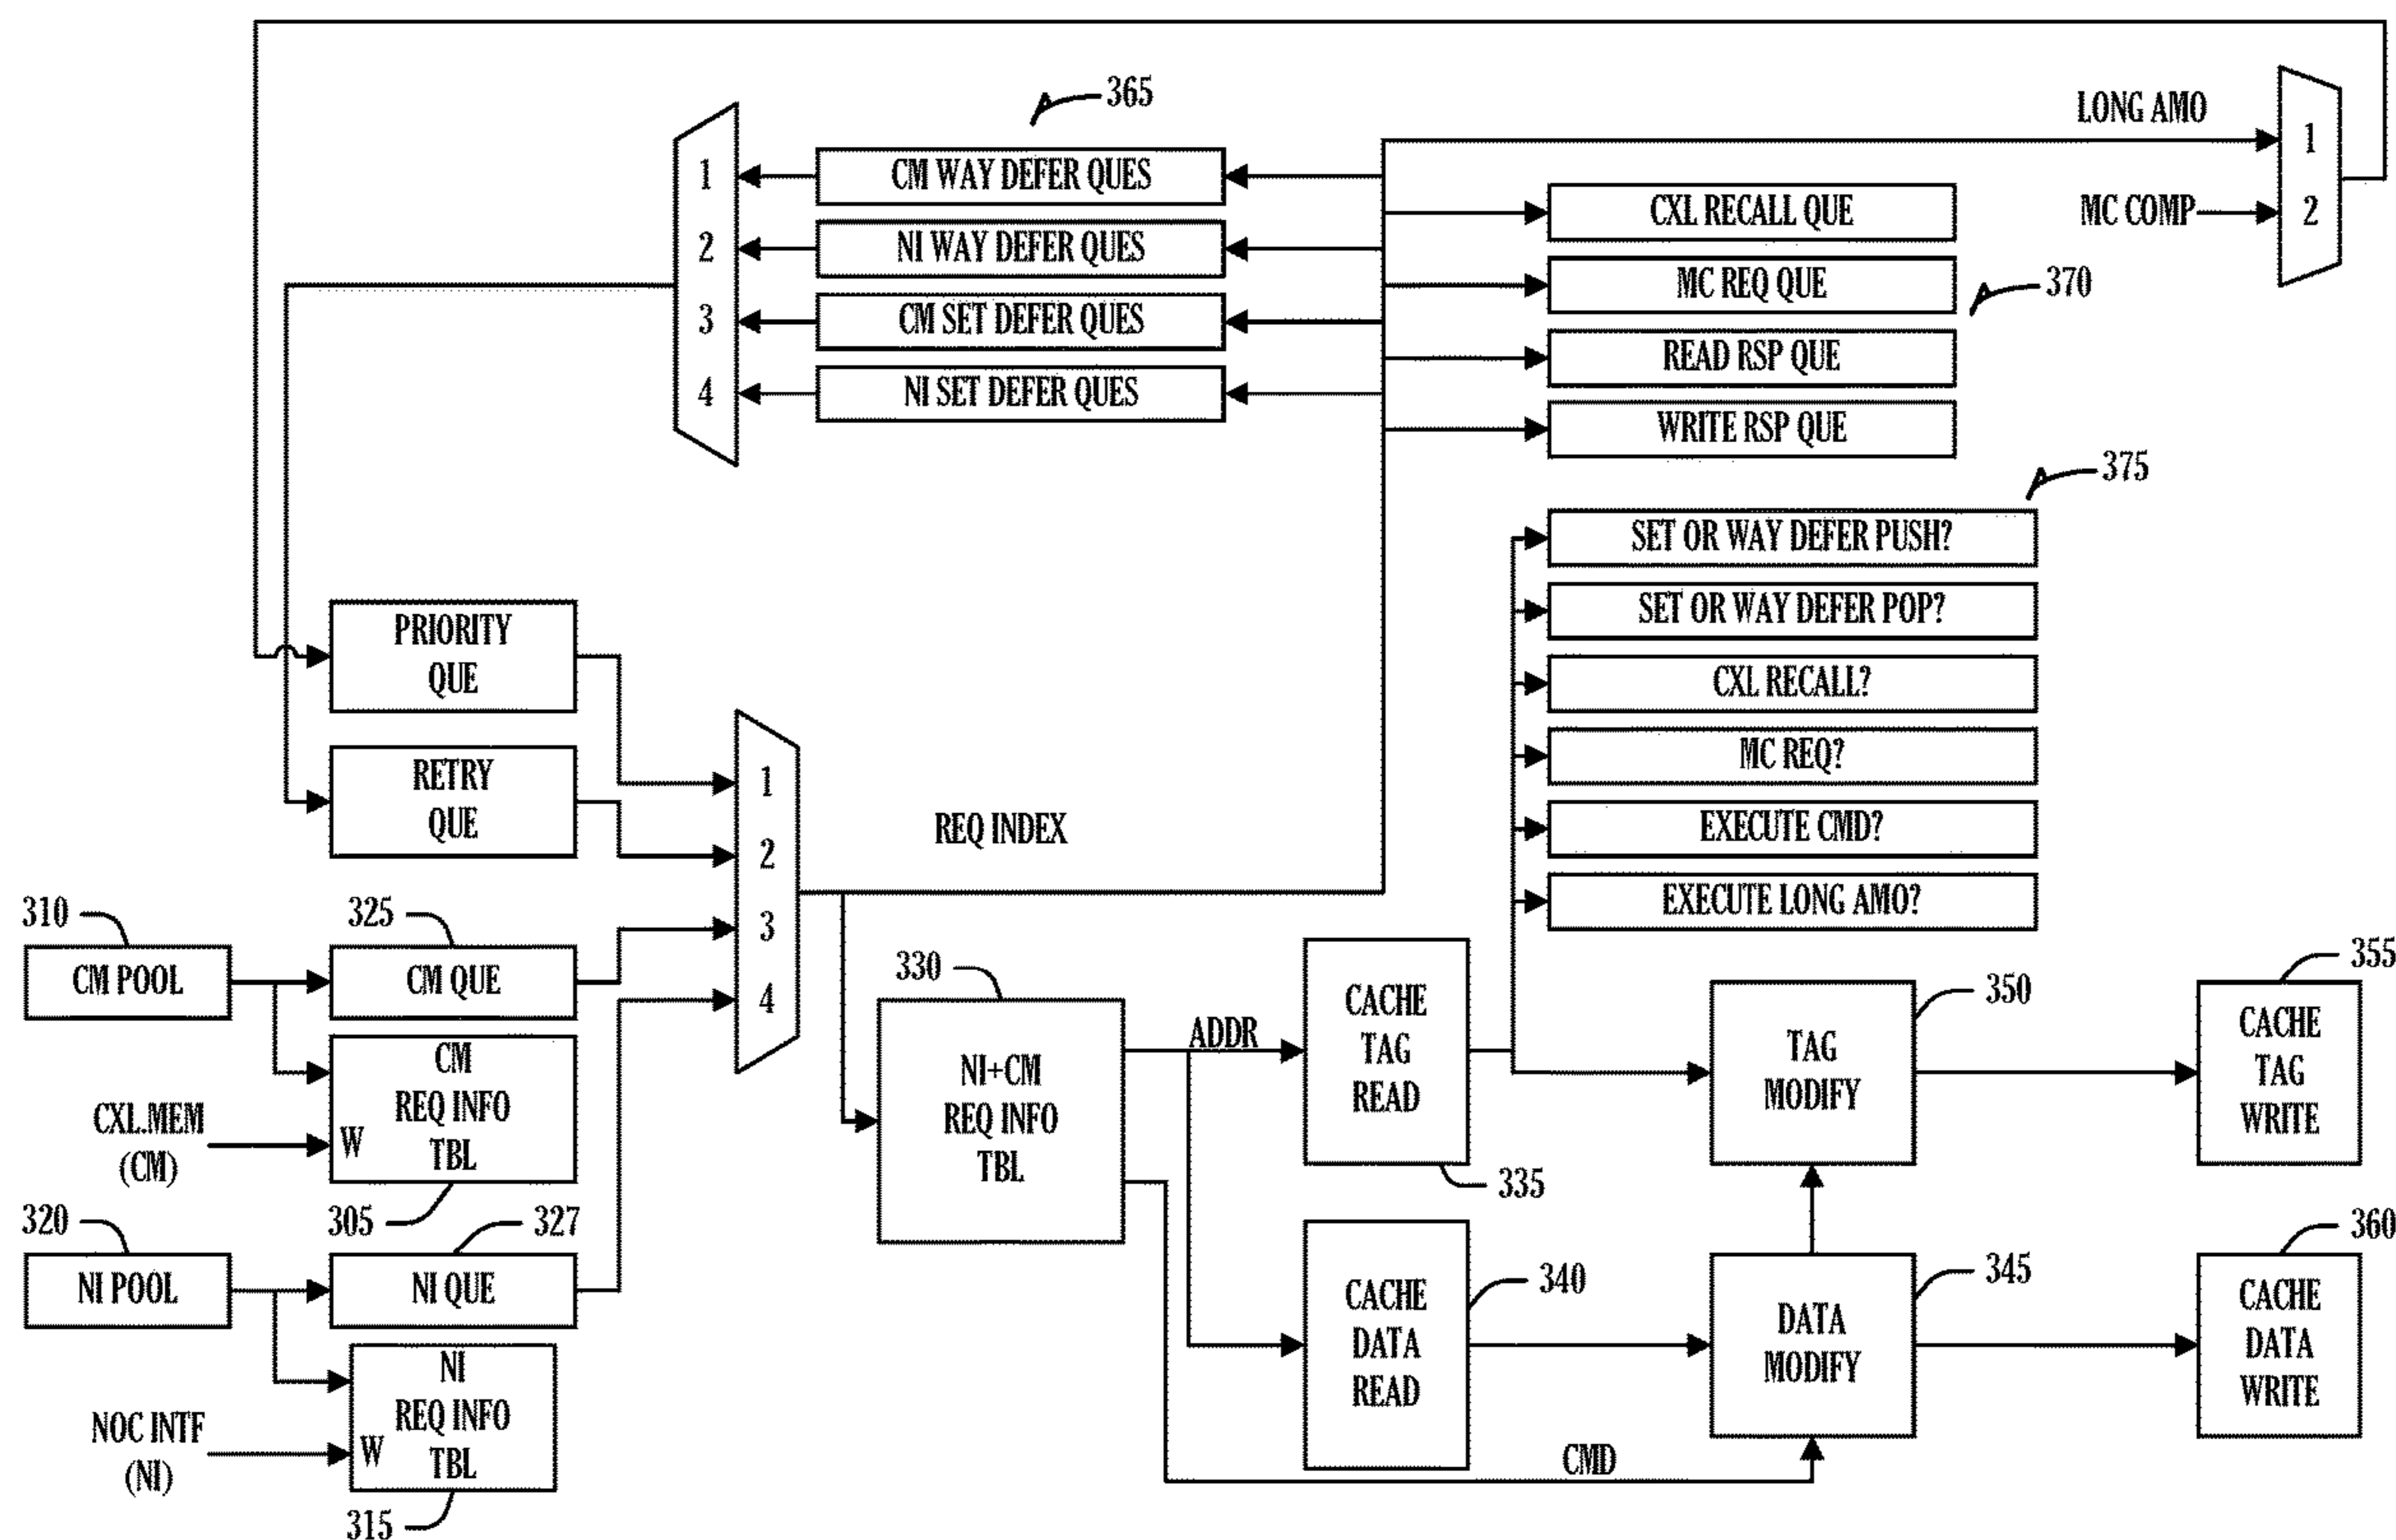 365
LONG AMO
1
1
CM WAY DEFER QUES
CXL RECALL QUE
MC COMP
2
2
NI WAY DEFER QUES
MC REQ QUE
370
3
CM SET DEFER QUES
READ RSP QUE
4
NI SET DEFER QUES
WRITE RSP QUE
375
SET OR WAY DEFER PUSH?
SET OR WAY DEFER POP?
CXL RECALL?
MC REQ?
EXECUTE CMD?
EXECUTE LONG AMO?
PRIORITY
QUE
RETRY
QUE
1
2
3
4
REQ INDEX
310
CM POOL
325
CM QUE
CM
REQ INFO
TBL
W
CXL.MEM
(CM)
305
320
NI POOL
327
NI QUE
NI
REQ INFO
TBL
W
NOC INTF
(NI)
315
330
NI+CM
REQ INFO
TBL
ADDR
CACHE
TAG
READ
335
CACHE
DATA
READ
340
CMD
TAG
MODIFY
350
DATA
MODIFY
345
355
CACHE
TAG
WRITE
360
CACHE
DATA
WRITE